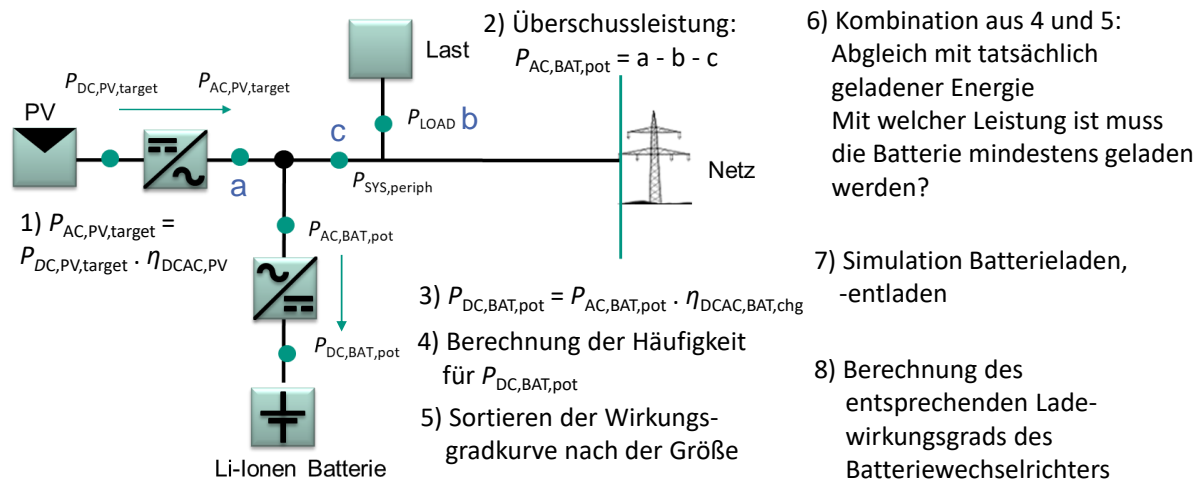 P_DC,PV,target
P_AC,PV,target
PV
a
c
Last
P_LOAD b
P_SYS,periph
Netz
P_AC,BAT,pot
P_DC,BAT,pot
Li-Ionen Batterie
1) P_AC,PV,target =
P_DC,PV,target · η_DCAC,PV
2) Überschussleistung:
P_AC,BAT,pot = a - b - c
3) P_DC,BAT,pot = P_AC,BAT,pot · η_DCAC,BAT,chg
4) Berechnung der Häufigkeit
für P_DC,BAT,pot
5) Sortieren der Wirkungs-
gradkurve nach der Größe
6) Kombination aus 4 und 5:
Abgleich mit tatsächlich
geladener Energie
Mit welcher Leistung ist muss
die Batterie mindestens geladen
werden?
7) Simulation Batterieladen,
-entladen
8) Berechnung des
entsprechenden Lade-
wirkungsgrads des
Batteriewechselrichters